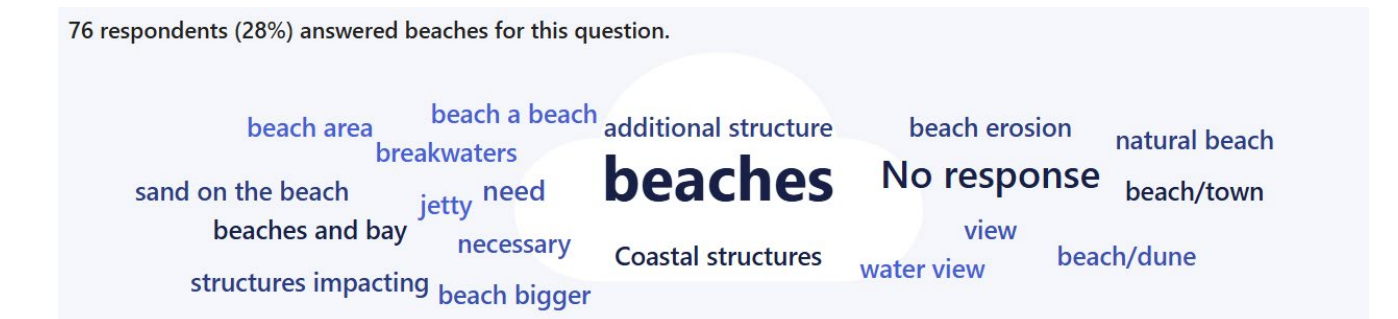 76 respondents (28%) answered beaches for this question.
beach area
beach a beach
additional structure
beach erosion
natural beach
breakwaters
beaches
No response
sand on the beach
jetty
need
beach/town
beaches and bay
necessary
Coastal structures
view
water view
beach/dune
structures impacting
beach bigger